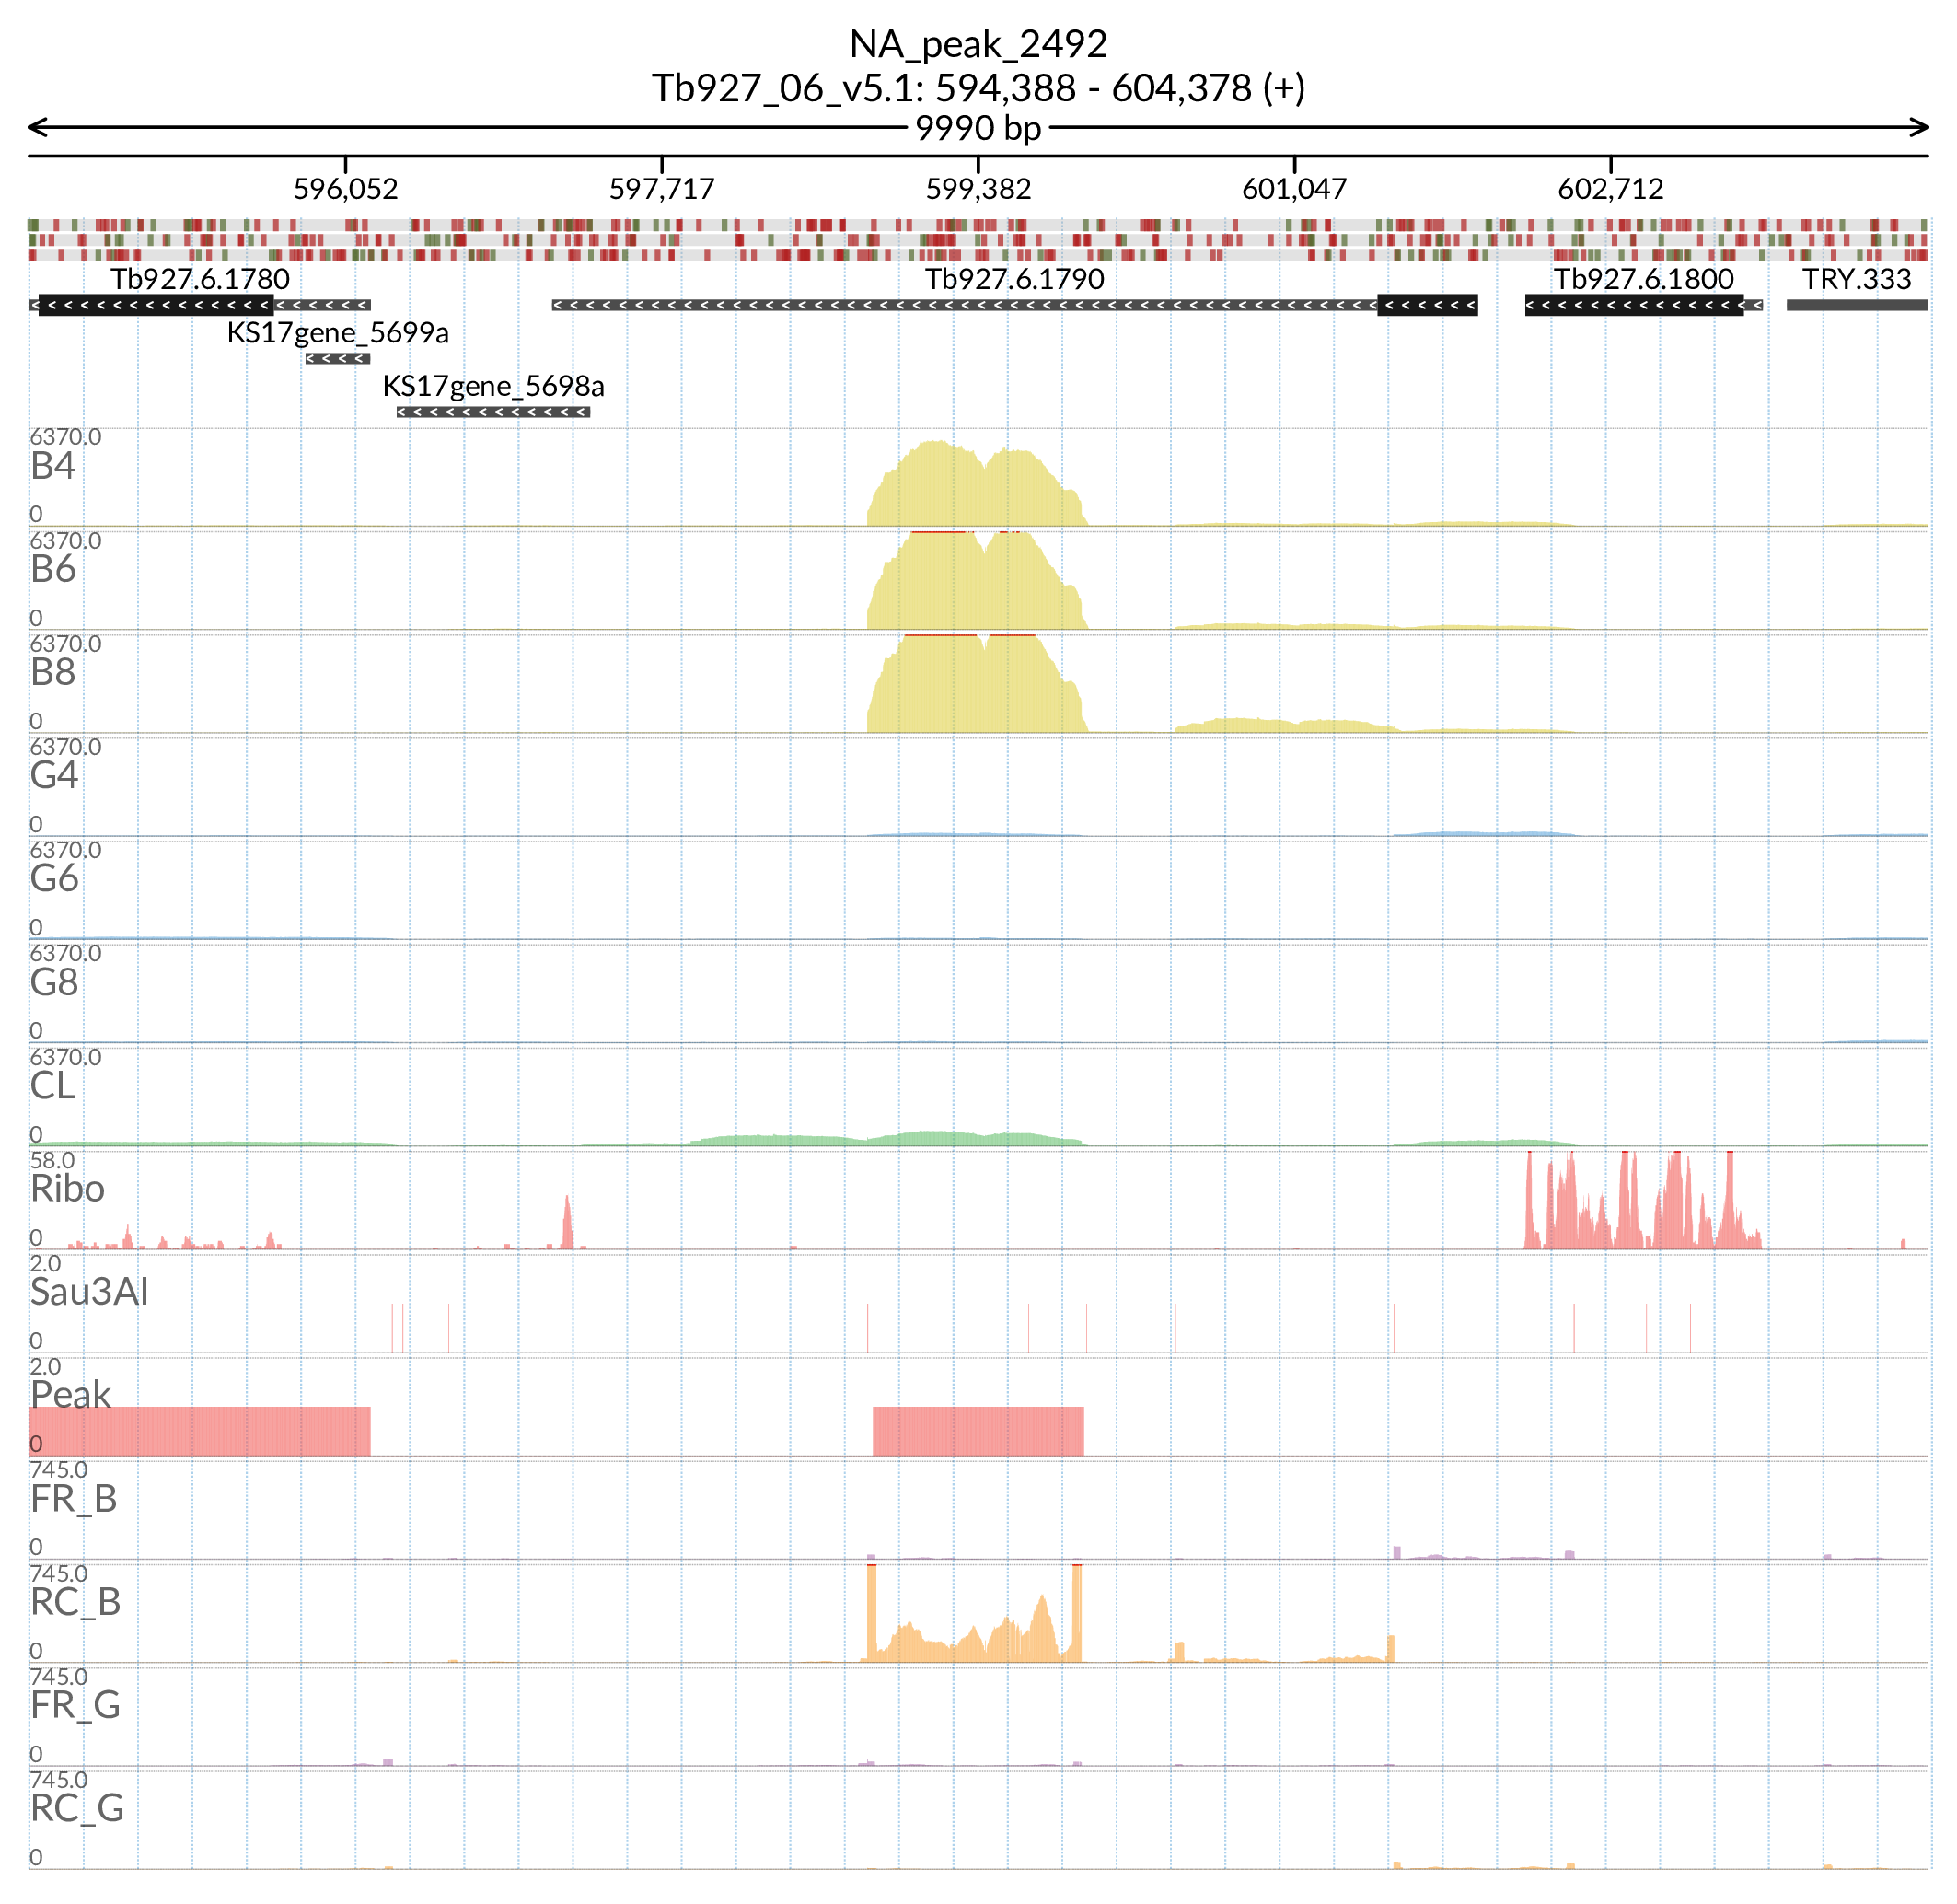 NA_peak_2492
Tb927_06_v5.1: 594,388 - 604,378 (+)
9990 bp
596,052 597,717 599,382 601,047 602,712
Tb927.6.1780 Tb927.6.1790 Tb927.6.1800 TRY.333
KS17gene_5699a
KS17gene_5698a
6370.0
B4
0
6370.0
B6
0
6370.0
B8
0
6370.0
G4
0
6370.0
G6
0
6370.0
G8
0
6370.0
CL
0
58.0
Ribo
0
2.0
Sau3AI
0
2.0
Peak
0
745.0
FR_B
0
745.0
RC_B
0
745.0
FR_G
0
745.0
RC_G
0